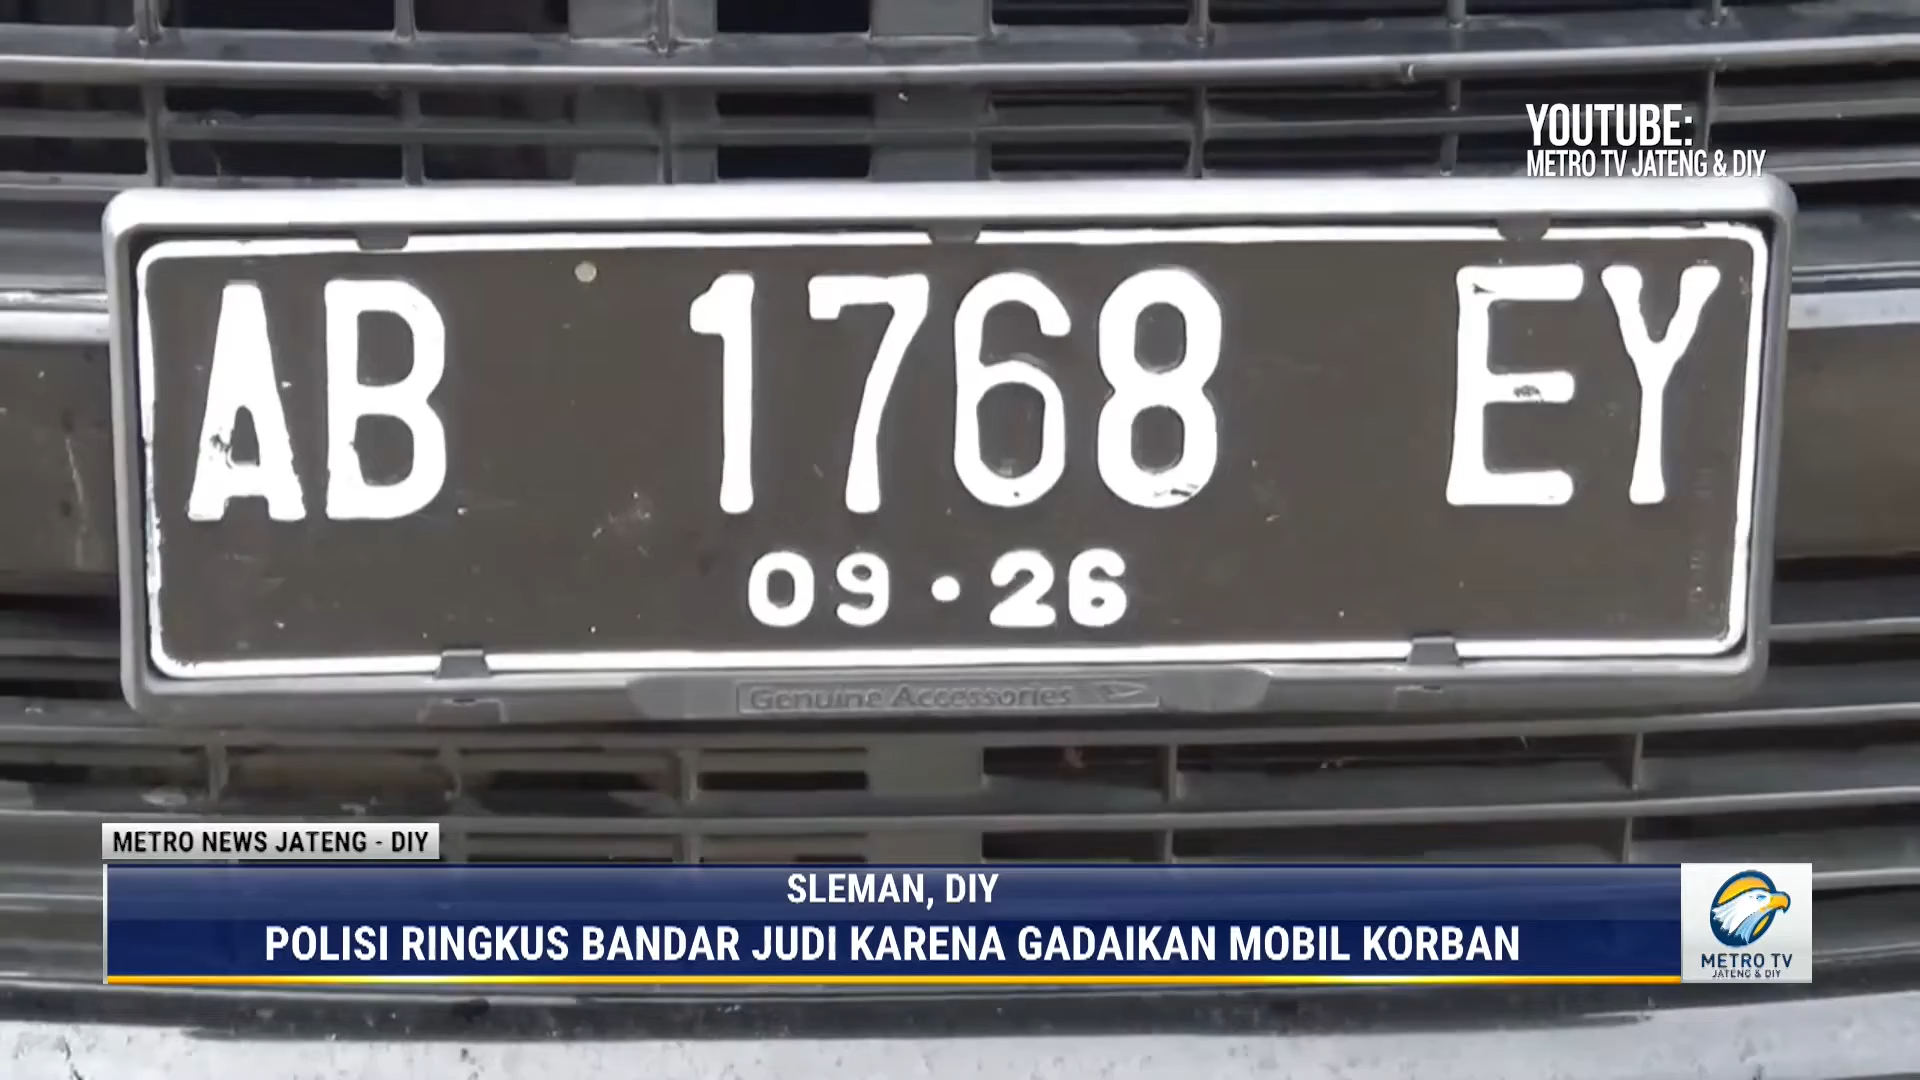 YOUTUBE:
METRO TV JATENG & DIY
AB 1768 EY
09 • 26
Genuine Accessories
METRO NEWS JATENG - DIY
SLEMAN, DIY
POLISI RINGKUS BANDAR JUDI KARENA GADAIKAN MOBIL KORBAN
METRO TV
JATENG & DIY